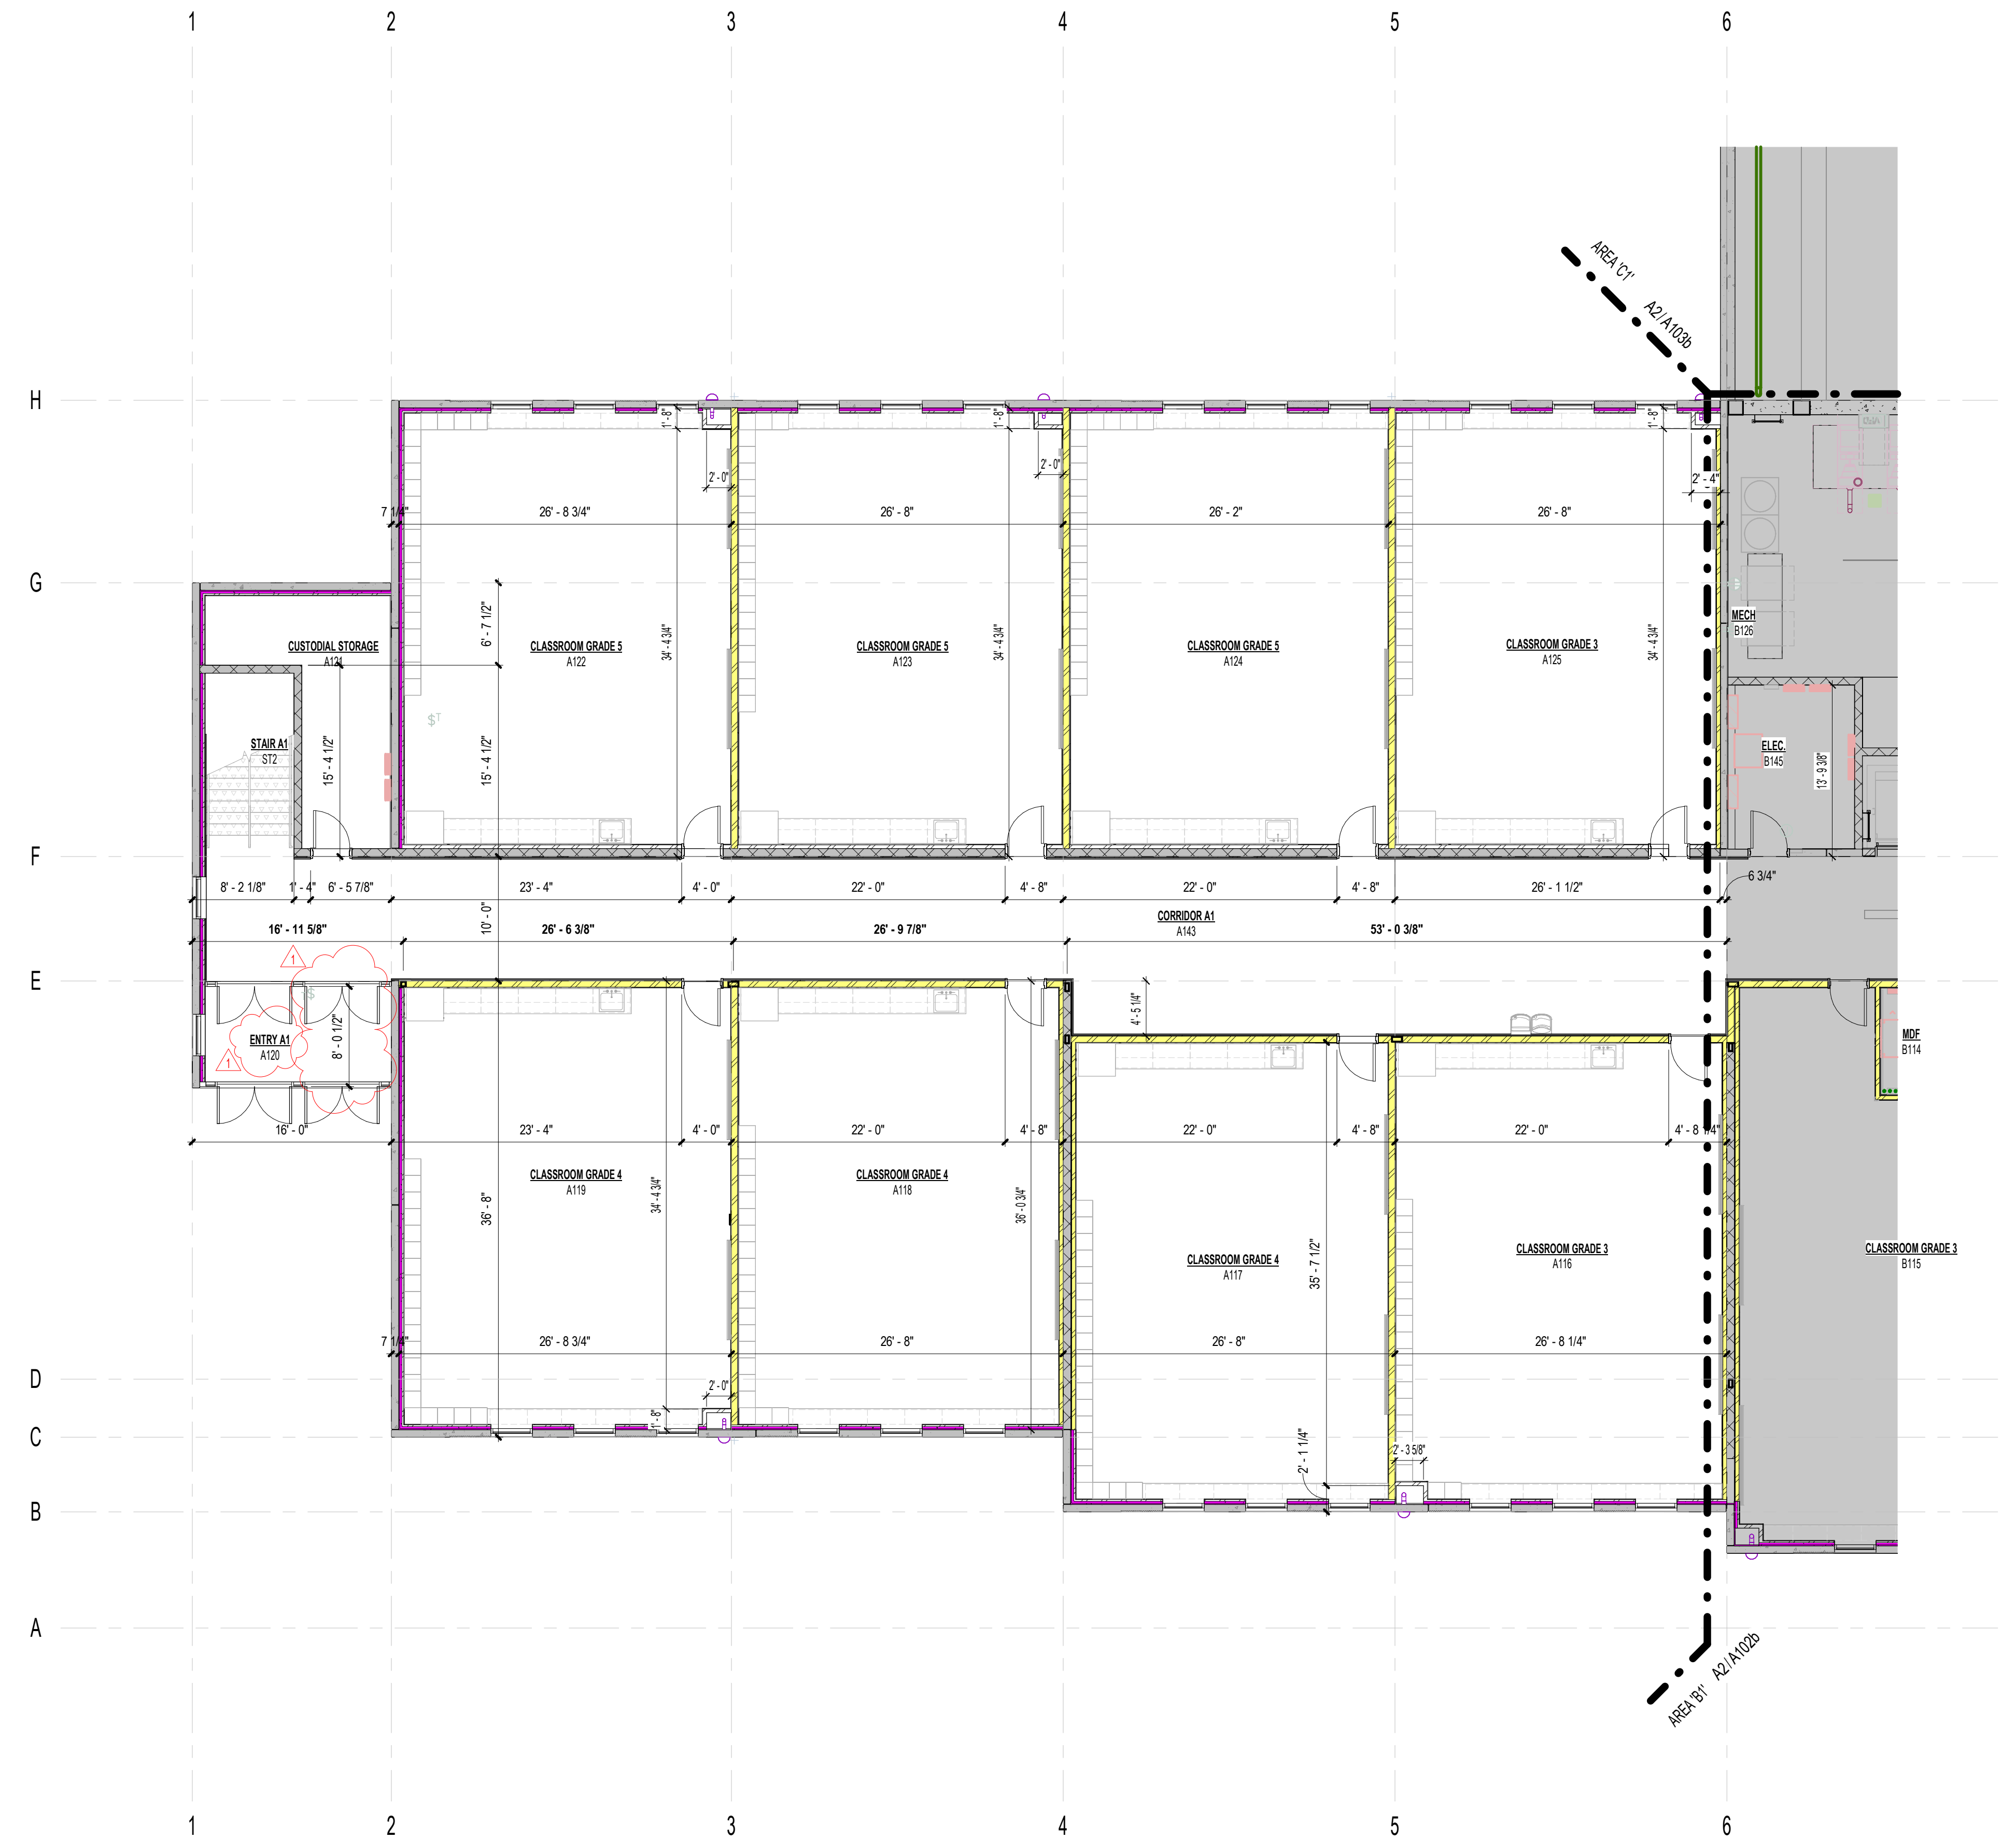 1 2 3 4 5 6
AREA 'C1'
A2 / A103b
H
1' - 8" 1' - 8" 1' - 8"
2' - 0" 2' - 0" 2' - 4"
7 1/4" 26' - 8 3/4" 26' - 8" 26' - 2" 26' - 8"
G
6' - 7 1/2" 34' - 4 3/4" 34' - 4 3/4" 34' - 4 3/4"
MECH
B126
CUSTODIAL STORAGE
A121
CLASSROOM GRADE 5
A122
CLASSROOM GRADE 5
A123
CLASSROOM GRADE 5
A124
CLASSROOM GRADE 3
A125
$T
STAIR A1
ST2
15' - 4 1/2" 15' - 4 1/2"
ELEC.
B145
13' - 9 3/8"
F
8' - 2 1/8" 1' - 4" 6' - 5 7/8" 23' - 4" 4' - 0" 22' - 0" 4' - 8" 22' - 0" 4' - 8" 26' - 1 1/2" 6 3/4"
10' - 0"
CORRIDOR A1
A143
16' - 11 5/8" 26' - 6 3/8" 26' - 9 7/8" 53' - 0 3/8"
1
E
$
4' - 5 1/4"
ENTRY A1
A120
8' - 0 1/2"
1
MDF
B114
16' - 0" 23' - 4" 4' - 0" 22' - 0" 4' - 8" 22' - 0" 4' - 8" 22' - 0" 4' - 8 1/4"
CLASSROOM GRADE 4
A119
CLASSROOM GRADE 4
A118
36' - 8" 34' - 4 3/4" 36' - 0 3/4"
CLASSROOM GRADE 4
A117
CLASSROOM GRADE 3
A116
CLASSROOM GRADE 3
B115
35' - 7 1/2"
7 1/4" 26' - 8 3/4" 26' - 8" 26' - 8" 26' - 8 1/4"
D
2' - 0"
1' - 8"
C
2' - 1 1/4" 2' - 3 5/8"
B
A
AREA 'B1'
A2 / A102b
1 2 3 4 5 6